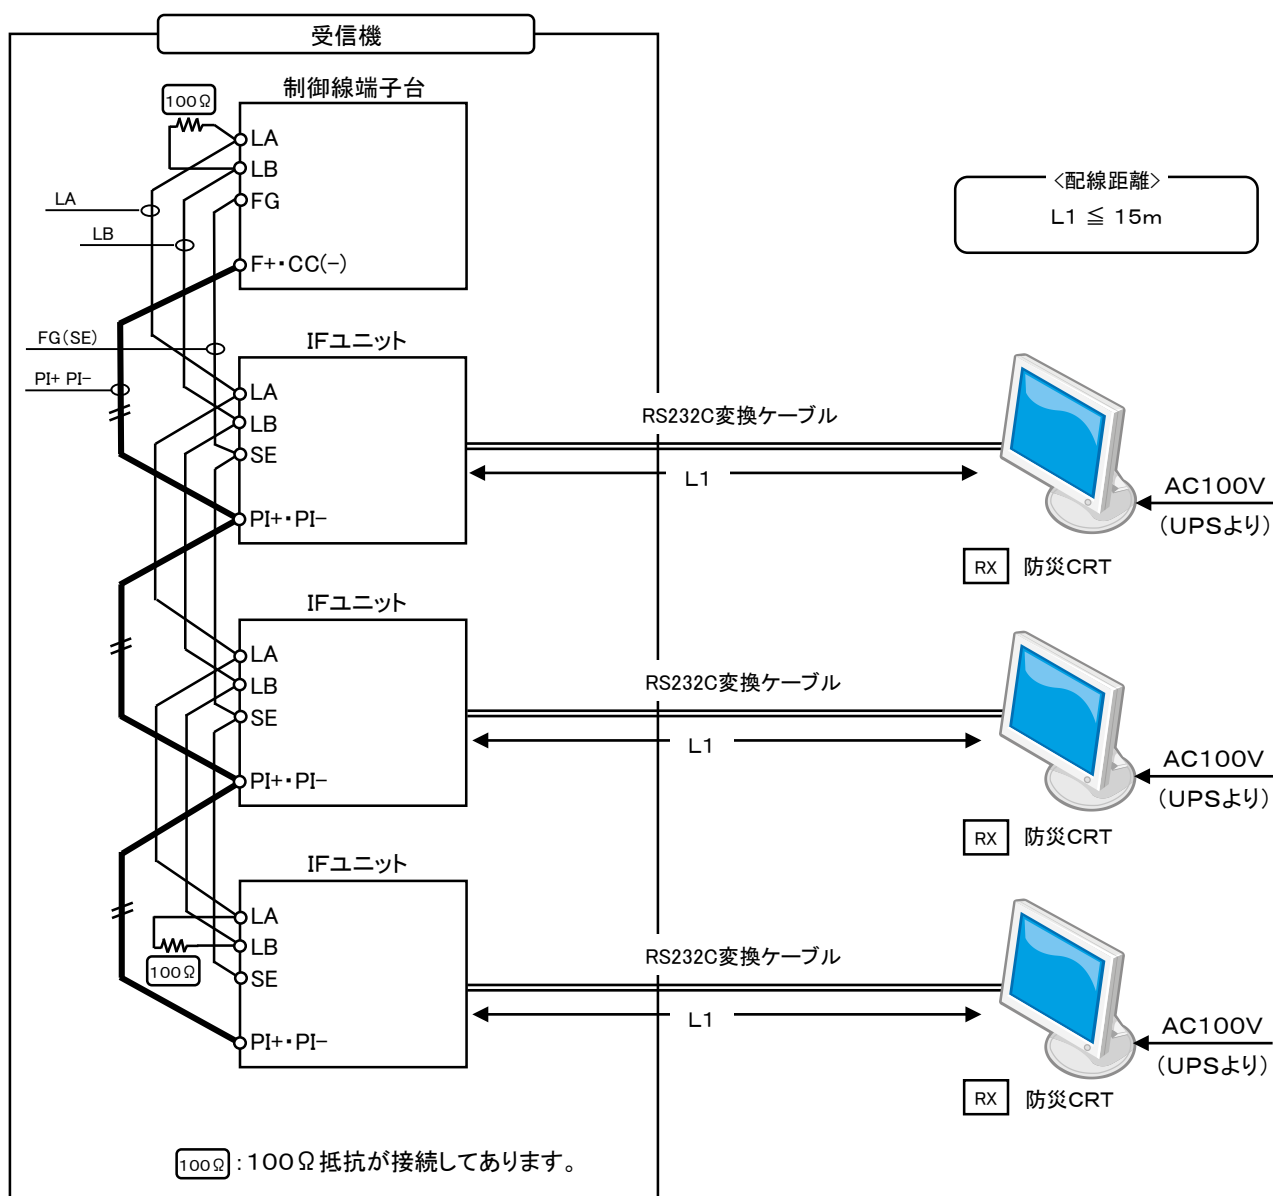 受信機
制御線端子台
100Ω
LA
LB
FG
F+・CC(−)
LA
LB
FG(SE)
PI+ PI−
<配線距離>
L1 ≦ 15m
IFユニット
LA
LB
SE
PI+・PI−
RS232C変換ケーブル
L1
AC100V
(UPSより)
RX 防災CRT
IFユニット
LA
LB
SE
PI+・PI−
RS232C変換ケーブル
L1
AC100V
(UPSより)
RX 防災CRT
IFユニット
LA
LB
SE
PI+・PI−
100Ω
RS232C変換ケーブル
L1
AC100V
(UPSより)
RX 防災CRT
100Ω : 100Ω抵抗が接続してあります。